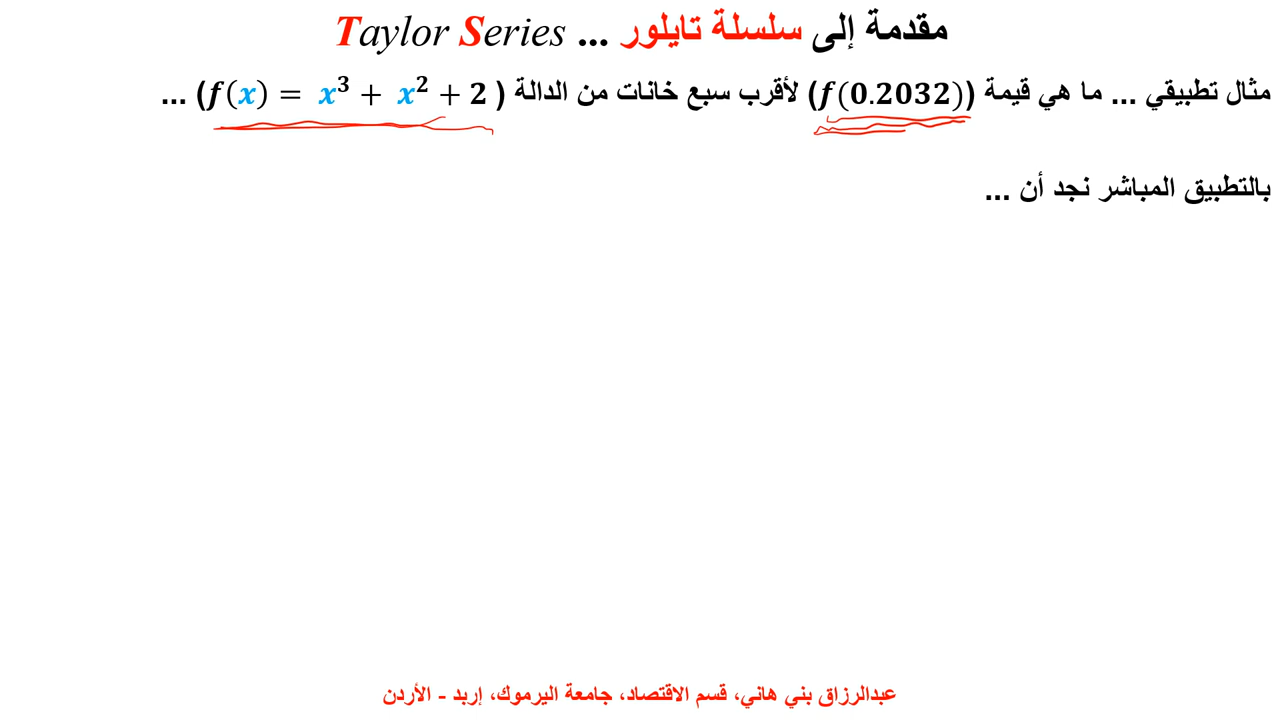 مقدمة إلى سلسلة تايلور ... Taylor Series
مثال تطبيقي ... ما هي قيمة (f(0.2032)) لأقرب سبع خانات من الدالة (f(x) = x³ + x² + 2) ...
بالتطبيق المباشر نجد أن ...
عبدالرزاق بني هاني، قسم الاقتصاد، جامعة اليرموك، إربد - الأردن